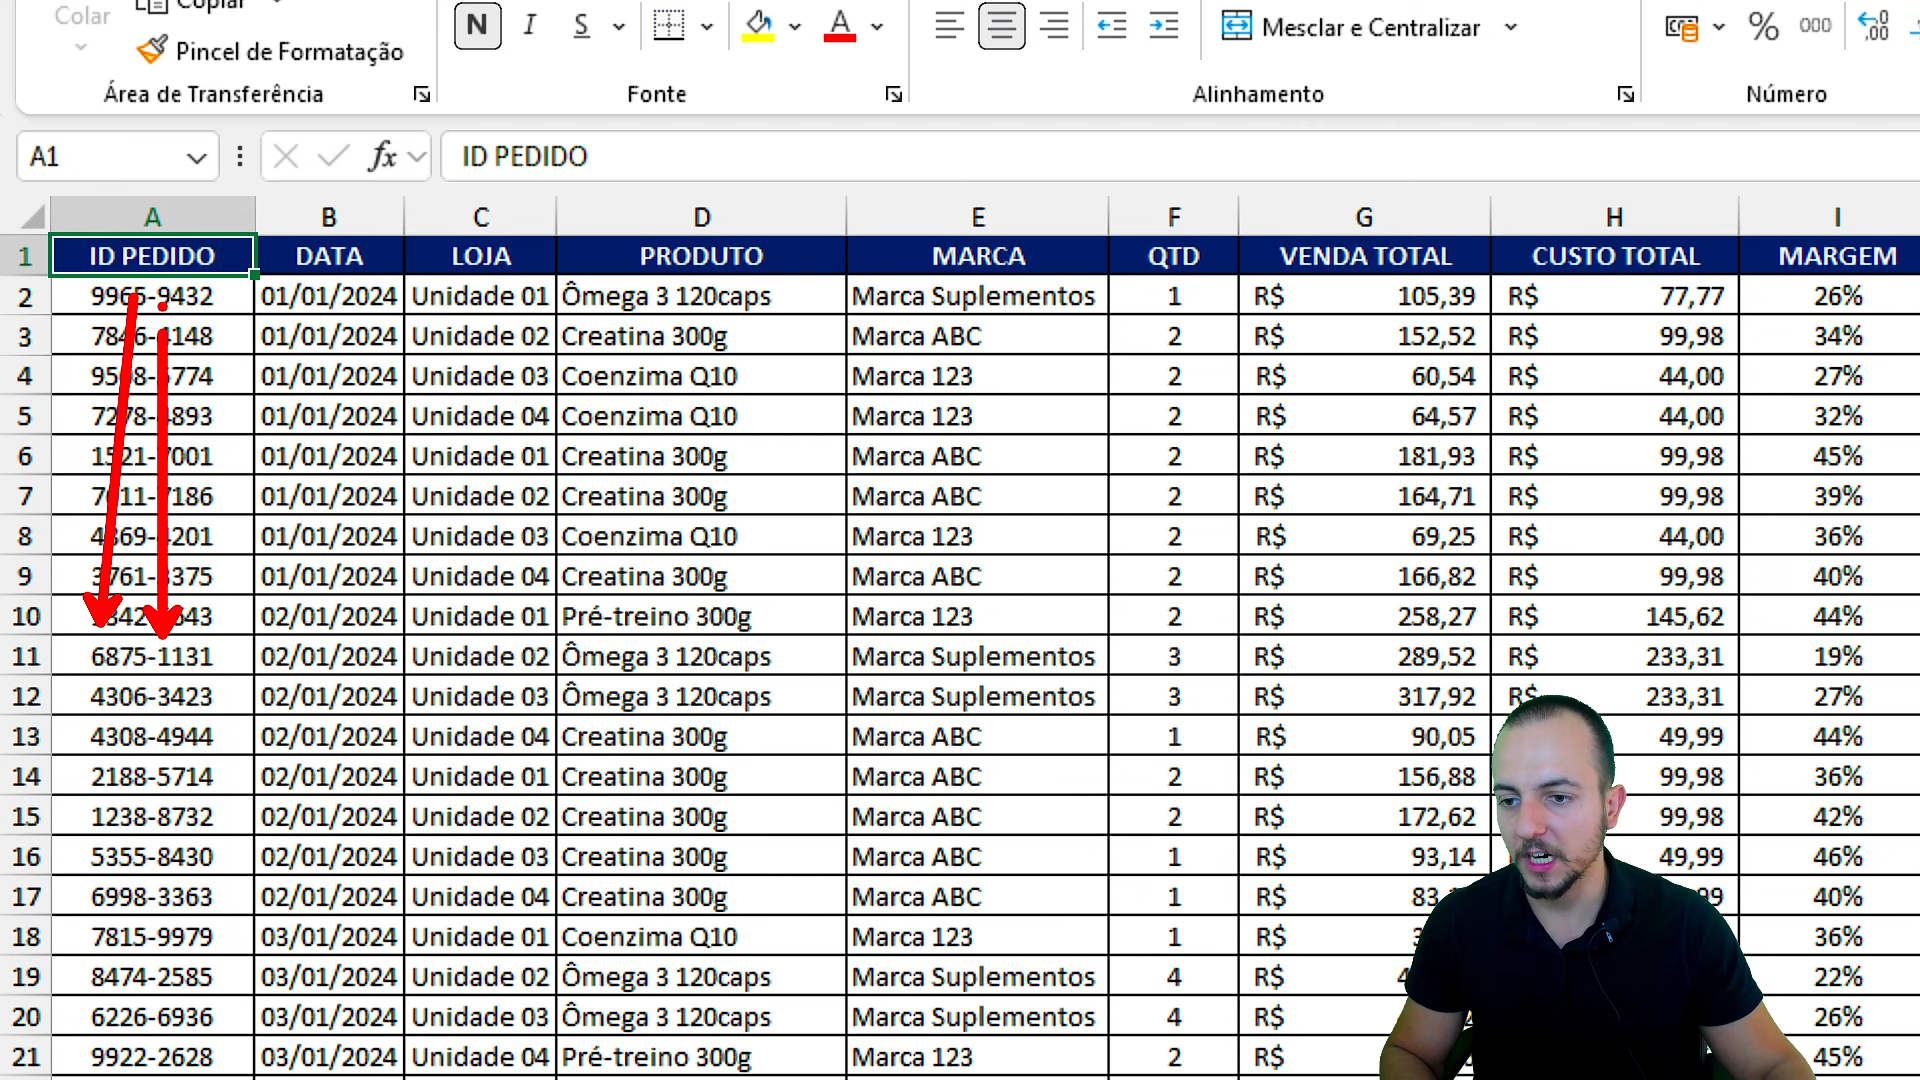 Colar
Copiar
Pincel de Formatação
N I S A
Mesclar e Centralizar
% 000
Área de Transferência Fonte Alinhamento Número
A1 fx ID PEDIDO
A B C D E F G H I
1 ID PEDIDO DATA LOJA PRODUTO MARCA QTD VENDA TOTAL CUSTO TOTAL MARGEM
2 9965-9432 01/01/2024 Unidade 01 Ômega 3 120caps Marca Suplementos 1 R$ 105,39 R$ 77,77 26%
3 7846-4148 01/01/2024 Unidade 02 Creatina 300g Marca ABC 2 R$ 152,52 R$ 99,98 34%
4 01/01/2024 Unidade 03 Coenzima Q10 Marca 123 2 R$ 60,54 R$ 44,00 27%
5 01/01/2024 Unidade 04 Coenzima Q10 Marca 123 2 R$ 64,57 R$ 44,00 32%
6 01/01/2024 Unidade 01 Creatina 300g Marca ABC 2 R$ 181,93 R$ 99,98 45%
7 01/01/2024 Unidade 02 Creatina 300g Marca ABC 2 R$ 164,71 R$ 99,98 39%
8 01/01/2024 Unidade 03 Coenzima Q10 Marca 123 2 R$ 69,25 R$ 44,00 36%
9 01/01/2024 Unidade 04 Creatina 300g Marca ABC 2 R$ 166,82 R$ 99,98 40%
10 02/01/2024 Unidade 01 Pré-treino 300g Marca 123 2 R$ 258,27 R$ 145,62 44%
11 6875-1131 02/01/2024 Unidade 02 Ômega 3 120caps Marca Suplementos 3 R$ 289,52 R$ 233,31 19%
12 4306-3423 02/01/2024 Unidade 03 Ômega 3 120caps Marca Suplementos 3 R$ 317,92 R$ 233,31 27%
13 4308-4944 02/01/2024 Unidade 04 Creatina 300g Marca ABC 1 R$ 90,05 49,99 44%
14 2188-5714 02/01/2024 Unidade 01 Creatina 300g Marca ABC 2 R$ 156,88 99,98 36%
15 1238-8732 02/01/2024 Unidade 02 Creatina 300g Marca ABC 2 R$ 172,62 99,98 42%
16 5355-8430 02/01/2024 Unidade 03 Creatina 300g Marca ABC 1 R$ 93,14 49,99 46%
17 6998-3363 02/01/2024 Unidade 04 Creatina 300g Marca ABC 1 R$ 40%
18 7815-9979 03/01/2024 Unidade 01 Coenzima Q10 Marca 123 1 R$ 36%
19 8474-2585 03/01/2024 Unidade 02 Ômega 3 120caps Marca Suplementos 4 R$ 22%
20 6226-6936 03/01/2024 Unidade 03 Ômega 3 120caps Marca Suplementos 4 R$ 26%
21 9922-2628 03/01/2024 Unidade 04 Pré-treino 300g Marca 123 2 R$ 45%